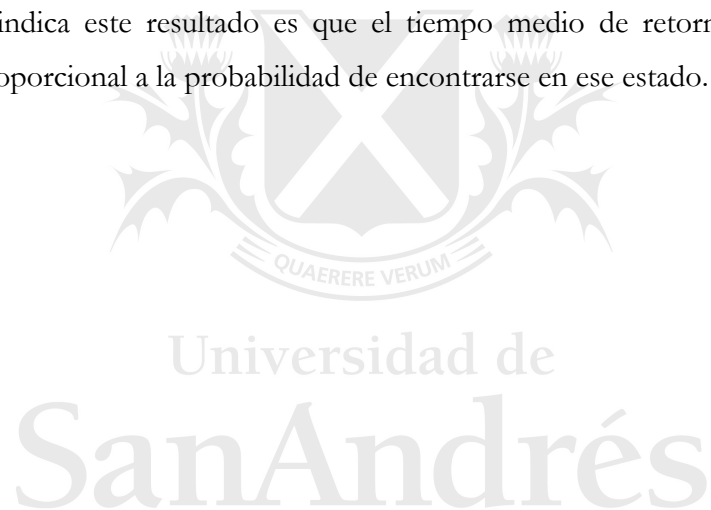 indica este resultado es que el tiempo medio de retor
oporcional a la probabilidad de encontrarse en ese estado.
QUAERERE VERUM
Universidad de
SanAndrés